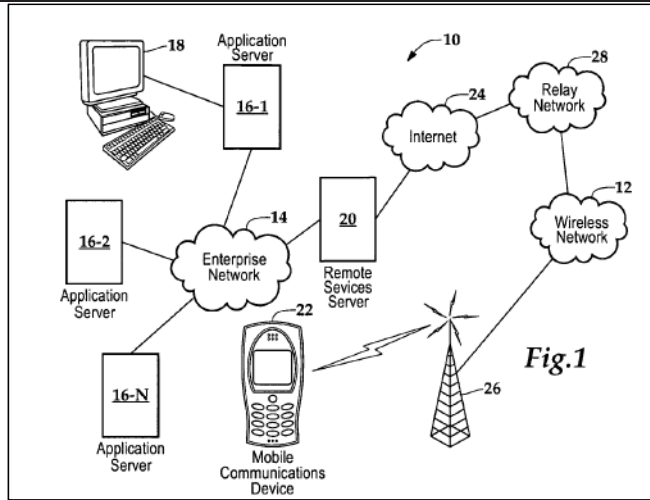 Application
Server
18
16-1
10
24
Internet
28
Relay
Network
12
Wireless
Network
14
Enterprise
Network
20
Remote
Sevices
Server
16-2
Application
Server
16-N
Application
Server
22
Mobile
Communications
Device
26
Fig.1